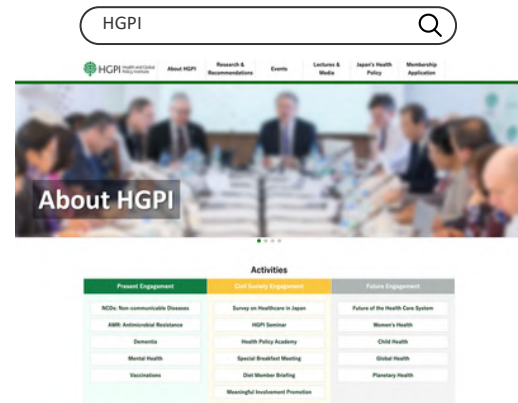 HGPI
HGPI Health and Global Policy Institute
About HGPI
Research & Recommendations
Events
Lectures & Media
Japan's Health Policy
Membership Application
About HGPI
Activities
Present Engagement
Civil Society Engagement
Future Engagement
NCDs: Non-communicable Diseases
Survey on Healthcare in Japan
Future of the Health Care System
AMR: Antimicrobial Resistance
HGPI Seminar
Women's Health
Dementia
Health Policy Academy
Child Health
Mental Health
Special Breakfast Meeting
Global Health
Vaccinations
Diet Member Briefing
Planetary Health
Meaningful Involvement Promotion